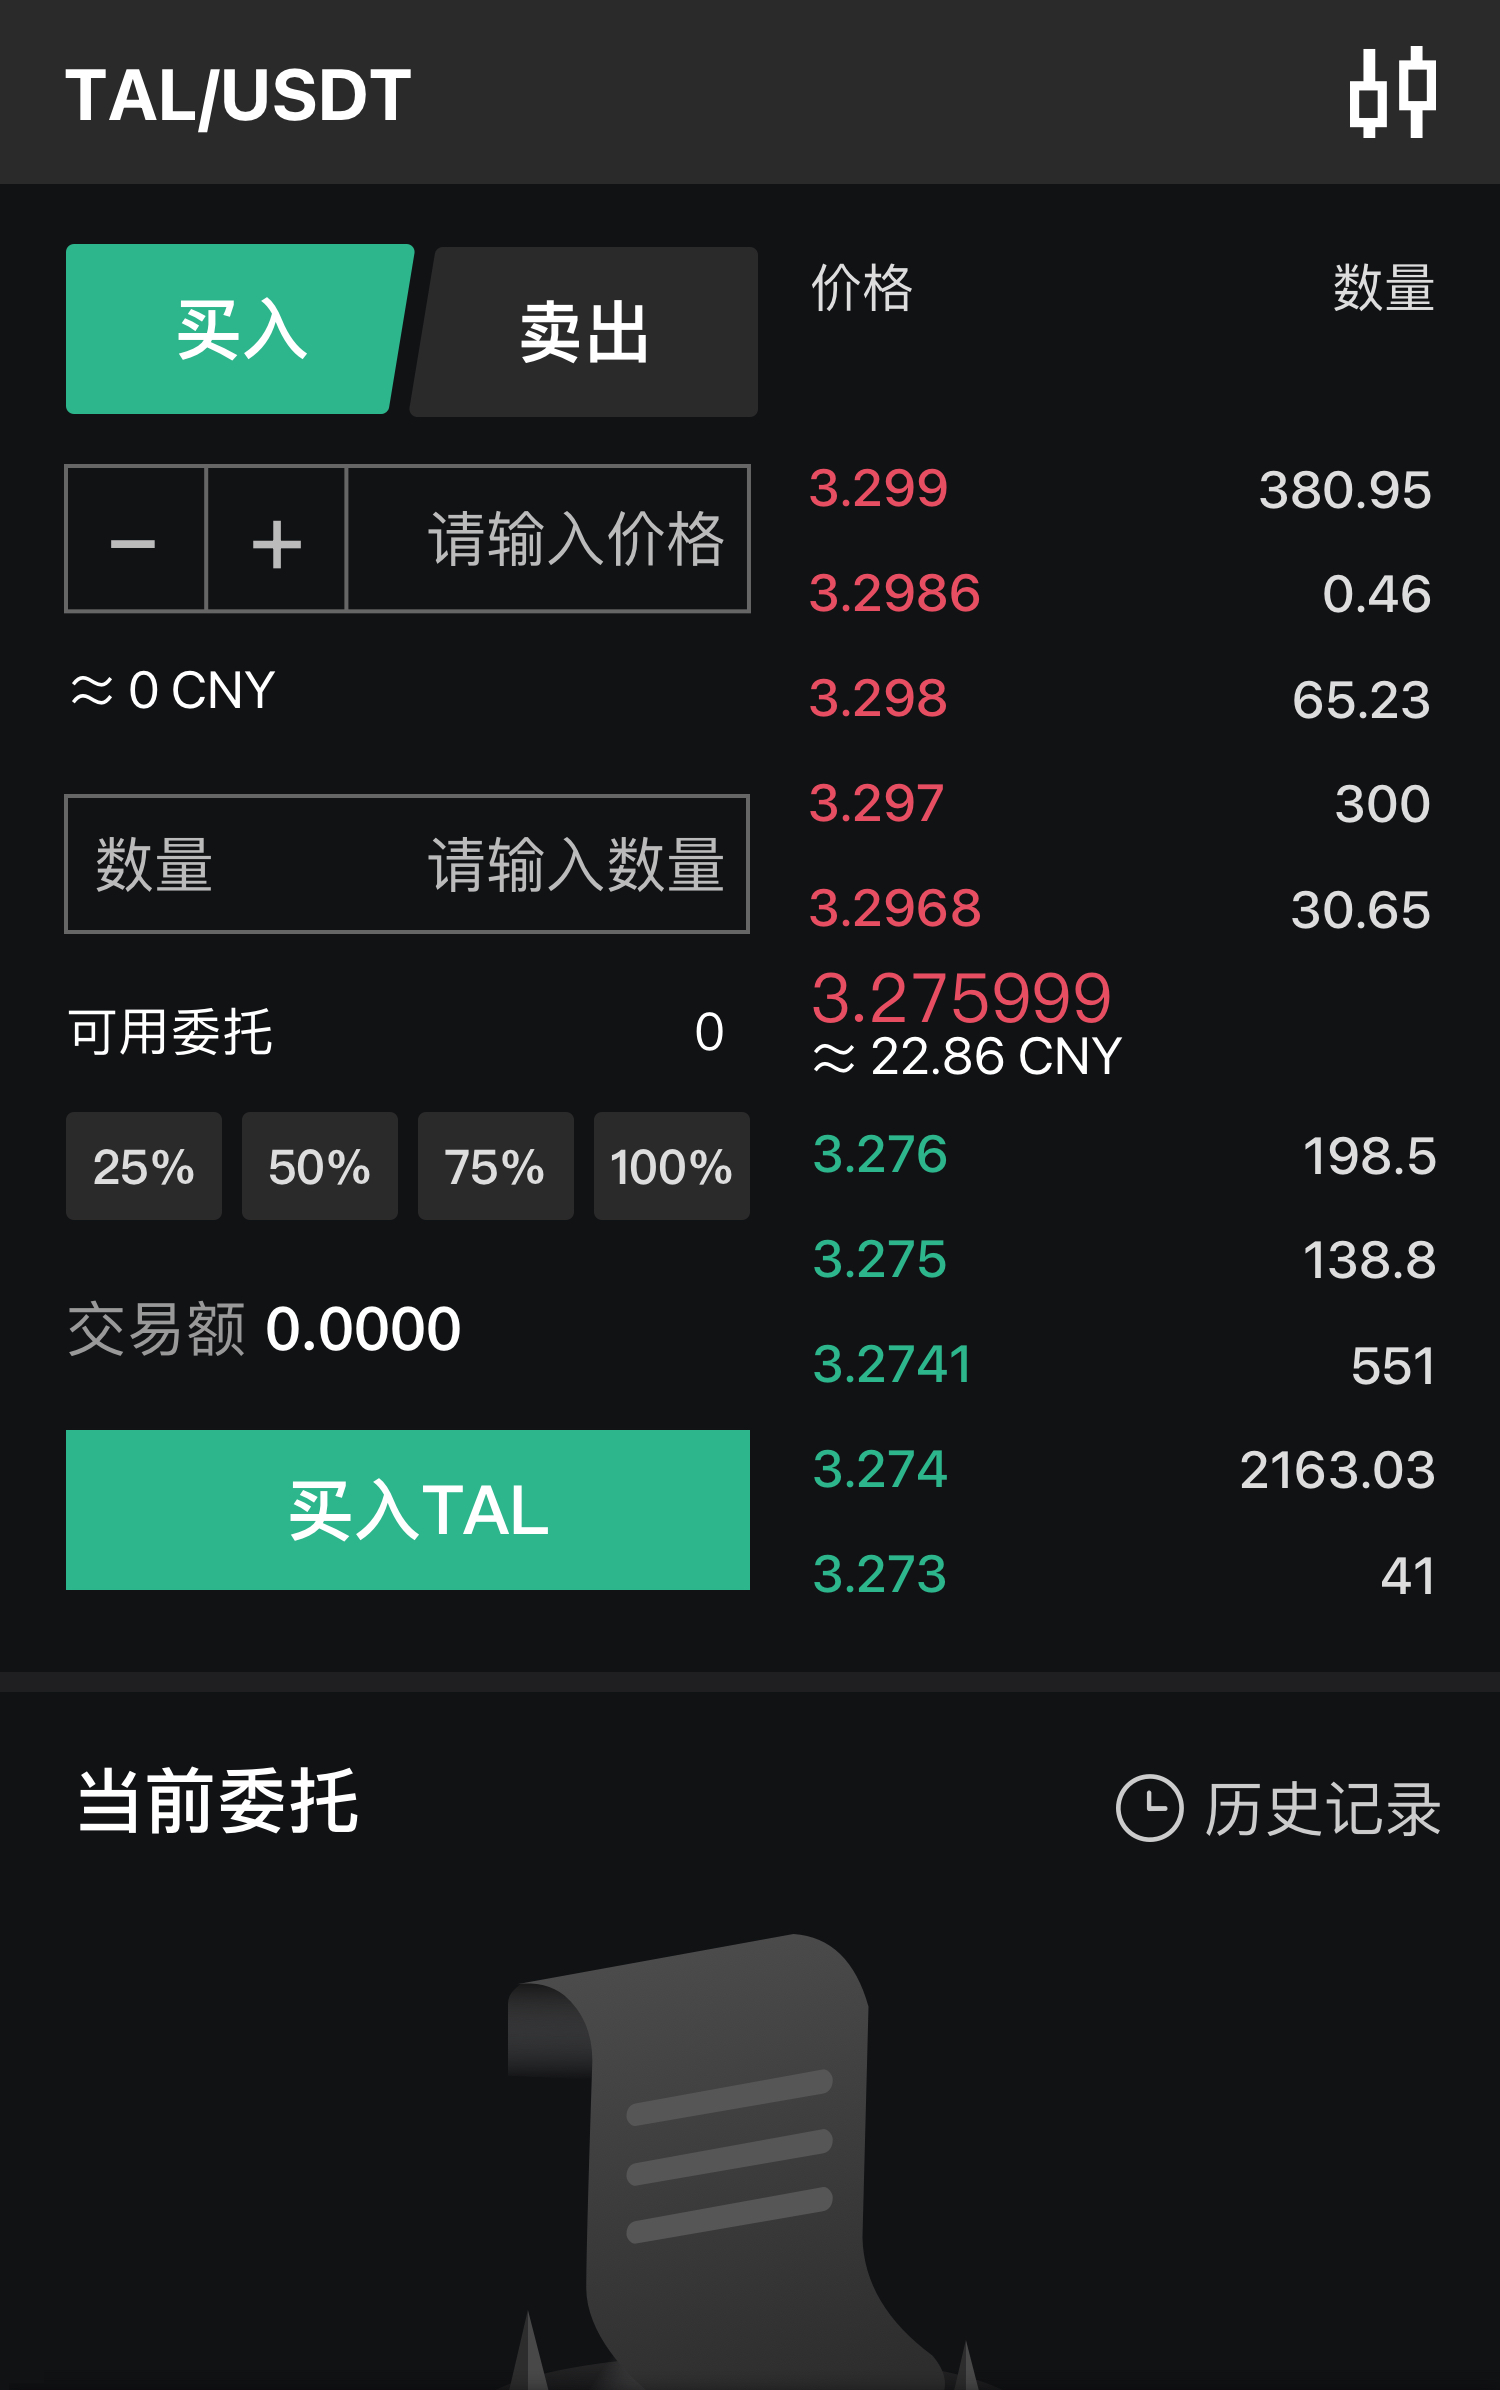 TAL/USDT
买入 卖出
价格 数量
− + 请输入价格
≈ 0 CNY
数量 请输入数量
可用委托 0
25% 50% 75% 100%
交易额 0.0000
买入TAL
3.299 380.95
3.2986 0.46
3.298 65.23
3.297 300
3.2968 30.65
3.275999
≈ 22.86 CNY
3.276 198.5
3.275 138.8
3.2741 551
3.274 2163.03
3.273 41
当前委托 历史记录